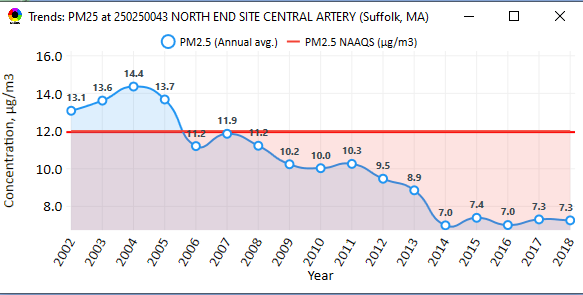 Trends: PM25 at 250250043 NORTH END SITE CENTRAL ARTERY (Suffolk, MA)
PM2.5 (Annual avg.) PM2.5 NAAQS (µg/m3)
Concentration, µg/m3
16.0
14.0
12.0
10.0
8.0
13.1 13.6 14.4 13.7 11.2 11.9 11.2 10.2 10.0 10.3 9.5 8.9 7.0 7.4 7.0 7.3 7.3
2002 2003 2004 2005 2006 2007 2008 2009 2010 2011 2012 2013 2014 2015 2016 2017 2018
Year